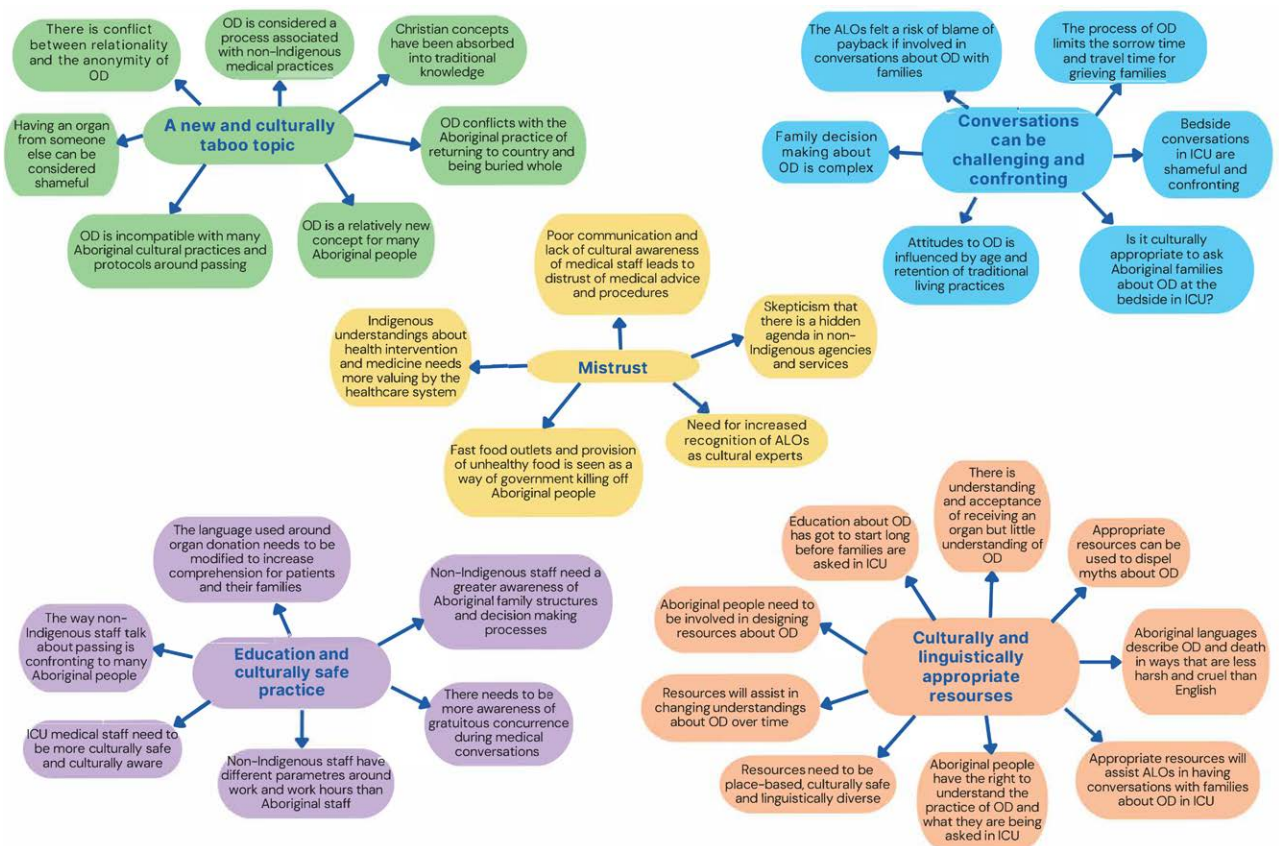 There is conflict
between relationality
and the anonymity of
OD
OD is considered a
process associated
with non-Indigenous
medical practices
Christian concepts
have been absorbed
into traditional
knowledge
Having an organ
from someone
else can be
considered
shameful
A new and culturally
taboo topic
OD conflicts with the
Aboriginal practice of
returning to country and
being buried whole
OD is incompatible with many
Aboriginal cultural practices and
protocols around passing
OD is a relatively new
concept for many
Aboriginal people
The ALOs felt a risk of blame of
payback if involved in
conversations about OD with
families
The process of OD
limits the sorrow time
and travel time for
grieving families
Family decision
making about
OD is complex
Conversations
can be
challenging and
confronting
Bedside
conversations
in ICU are
shameful and
confronting
Attitudes to OD is
influenced by age and
retention of traditional
living practices
Is it culturally
appropriate to ask
Aboriginal families
about OD at the
bedside in ICU?
Poor communication and
lack of cultural awareness
of medical staff leads to
distrust of medical advice
and procedures
Indigenous
understandings about
health intervention
and medicine needs
more valuing by the
healthcare system
Mistrust
Skepticism that
there is a hidden
agenda in non-
Indigenous agencies
and services
Fast food outlets and provision
of unhealthy food is seen as a
way of government killing off
Aboriginal people
Need for increased
recognition of ALOs
as cultural experts
The language used around
organ donation needs to be
modified to increase
comprehension for patients
and their families
Non-Indigenous staff need a
greater awareness of
Aboriginal family structures
and decision making
processes
The way non-
Indigenous staff talk
about passing is
confronting to many
Aboriginal people
Education and
culturally safe
practice
ICU medical staff need to
be more culturally safe
and culturally aware
Non-Indigenous staff have
different parametres around
work and work hours than
Aboriginal staff
There needs to be
more awareness of
gratuitous concurrence
during medical
conversations
Education about OD
has got to start long
before families are
asked in ICU
There is
understanding
and acceptance
of receiving an
organ but little
understanding of
OD
Appropriate
resources can be
used to dispel
myths about OD
Aboriginal people need to
be involved in designing
resources about OD
Culturally and
linguistically
appropriate
resourses
Aboriginal languages
describe OD and death
in ways that are less
harsh and cruel than
English
Resources will assist in
changing understandings
about OD over time
Resources need to be
place-based, culturally safe
and linguistically diverse
Aboriginal people
have the right to
understand the
practice of OD and
what they are being
asked in ICU
Appropriate resources will
assist ALOs in having
conversations with families
about OD in ICU